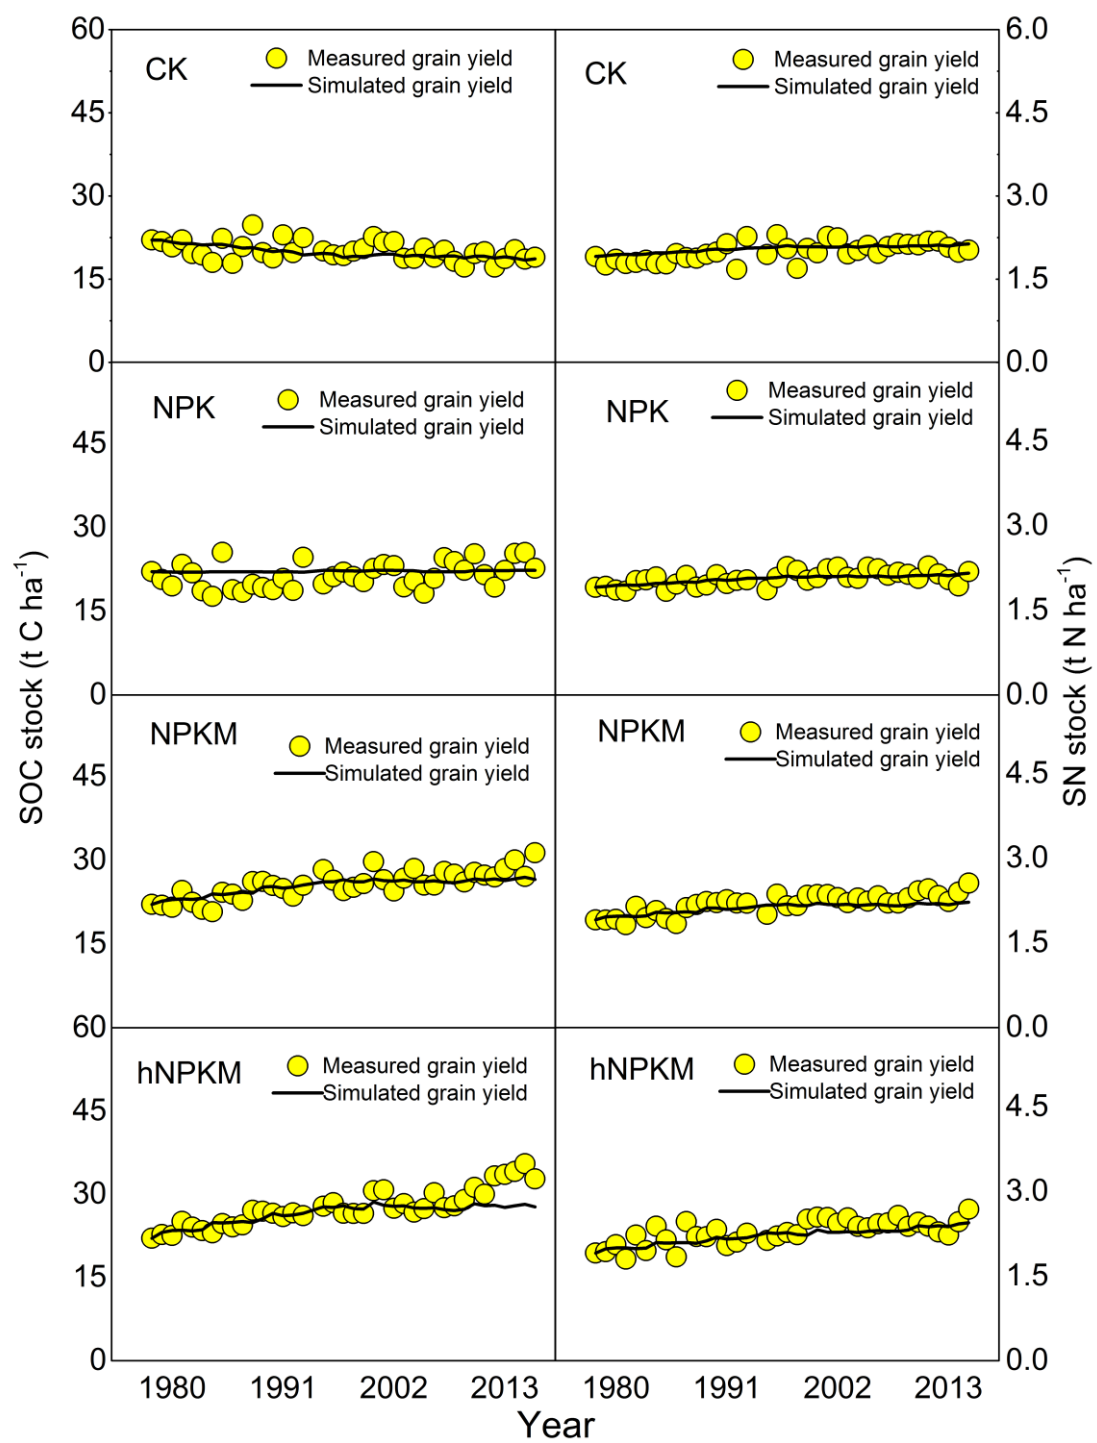 60
6.0
CK
Measured grain yield
Simulated grain yield
CK
Measured grain yield
Simulated grain yield
45
4.5
30
3.0
15
1.5
0
0.0
NPK
Measured grain yield
Simulated grain yield
NPK
Measured grain yield
Simulated grain yield
45
4.5
30
3.0
15
1.5
0
0.0
SOC stock (t C ha⁻¹)
SN stock (t N ha⁻¹)
NPKM
Measured grain yield
Simulated grain yield
NPKM
Measured grain yield
Simulated grain yield
45
4.5
30
3.0
15
1.5
60
0.0
hNPKM
Measured grain yield
Simulated grain yield
hNPKM
Measured grain yield
Simulated grain yield
45
4.5
30
3.0
15
1.5
0
0.0
1980 1991 2002 2013 1980 1991 2002 2013
Year